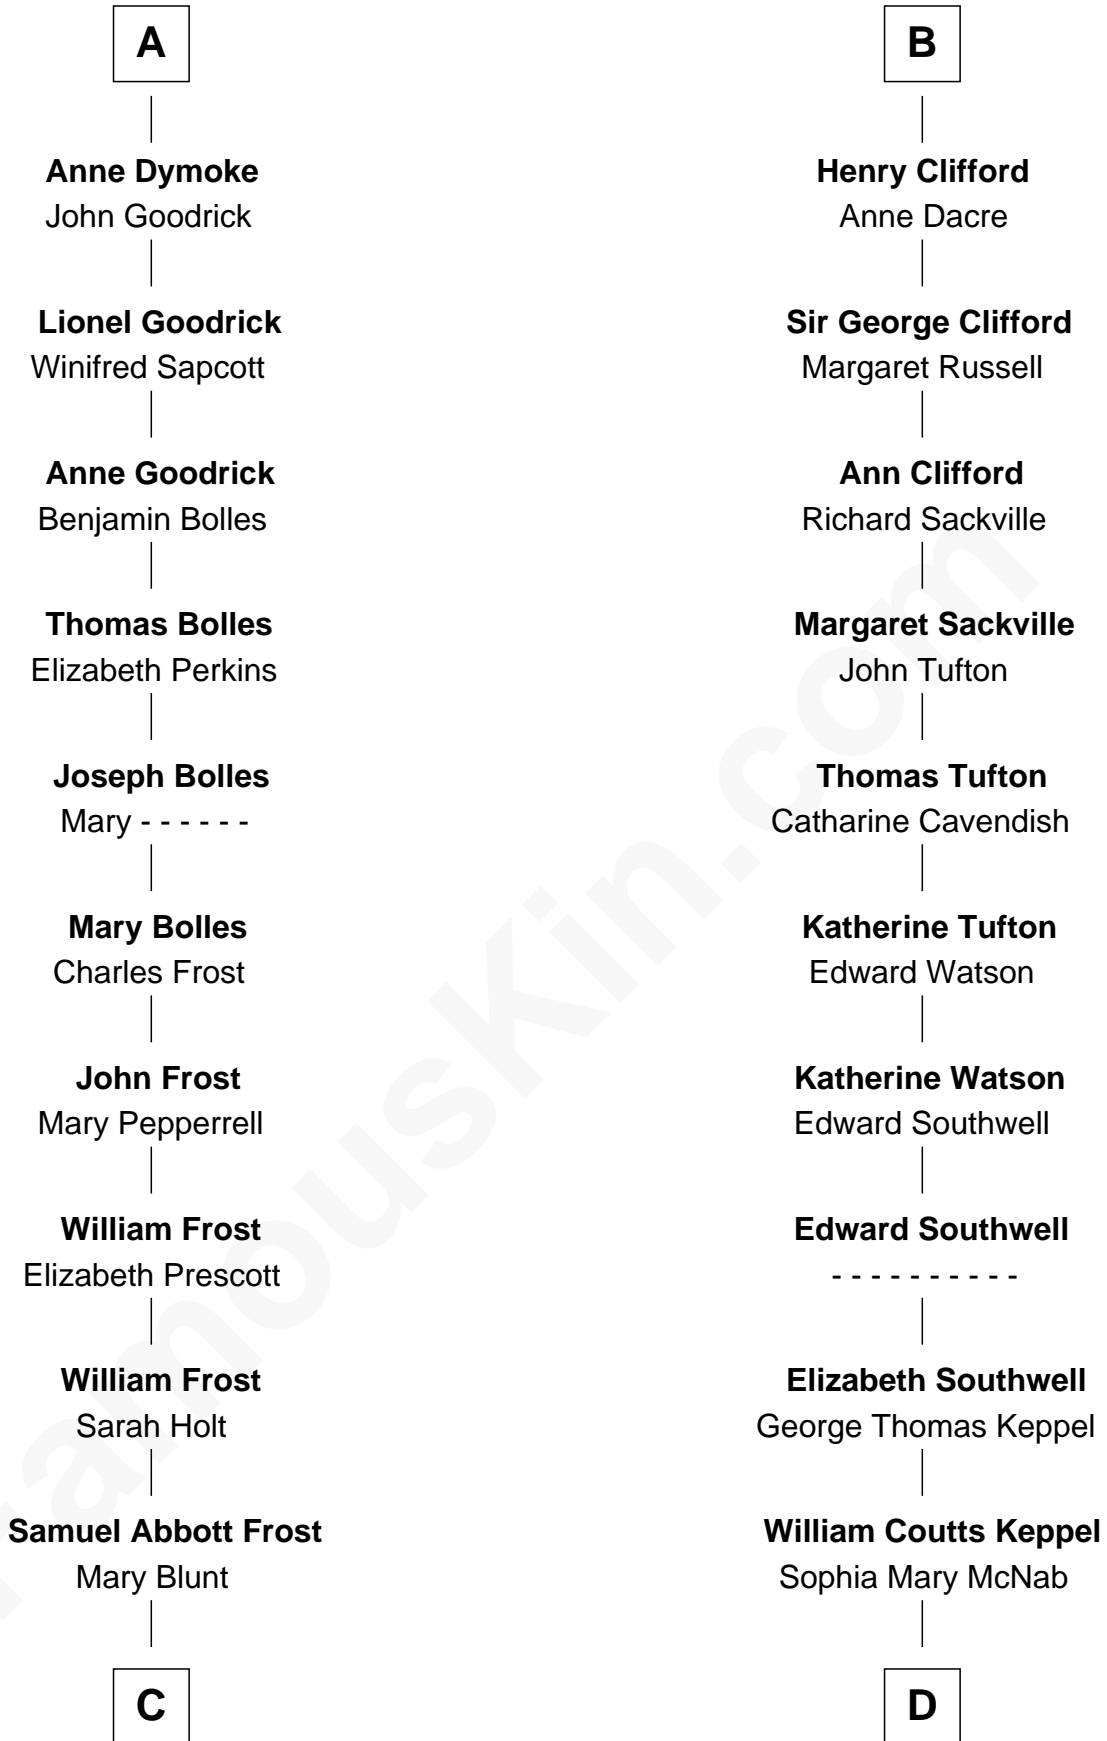 A
Anne Dymoke
John Goodrick
Lionel Goodrick
Winifred Sapcott
Anne Goodrick
Benjamin Bolles
Thomas Bolles
Elizabeth Perkins
Joseph Bolles
Mary - - - - - -
Mary Bolles
Charles Frost
John Frost
Mary Pepperrell
William Frost
Elizabeth Prescott
William Frost
Sarah Holt
Samuel Abbott Frost
Mary Blunt
C
B
Henry Clifford
Anne Dacre
Sir George Clifford
Margaret Russell
Ann Clifford
Richard Sackville
Margaret Sackville
John Tufton
Thomas Tufton
Catharine Cavendish
Katherine Tufton
Edward Watson
Katherine Watson
Edward Southwell
Edward Southwell
- - - - - - - - - -
Elizabeth Southwell
George Thomas Keppel
William Coutts Keppel
Sophia Mary McNab
D
FamousKin.com